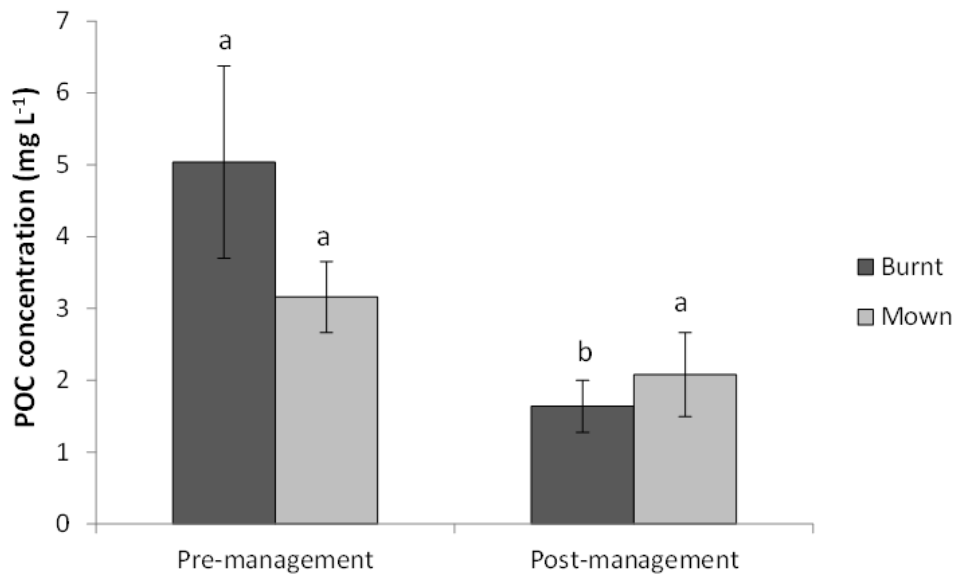 POC concentration (mg L⁻¹)
7
6
5
4
3
2
1
0
a
a
b
a
Pre-management
Post-management
Burnt
Mown